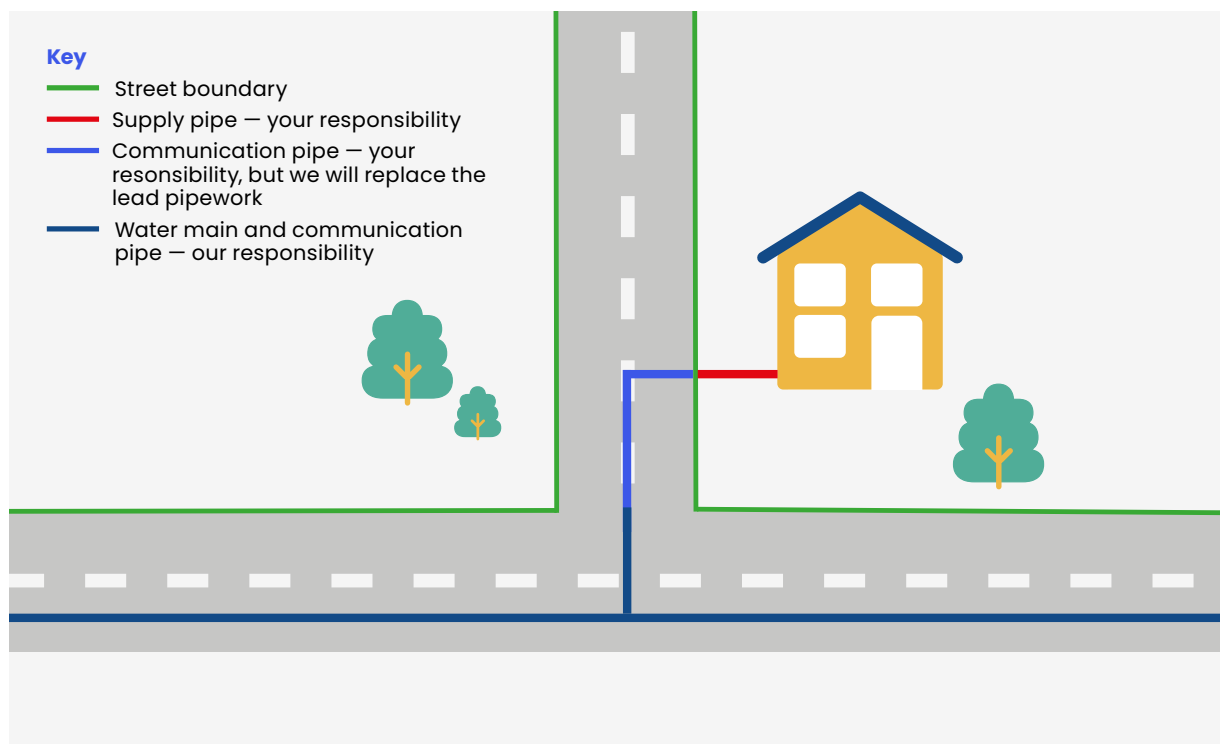 Key
Street boundary
Supply pipe — your responsibility
Communication pipe — your
resonsibility, but we will replace the
lead pipework
Water main and communication
pipe — our responsibility